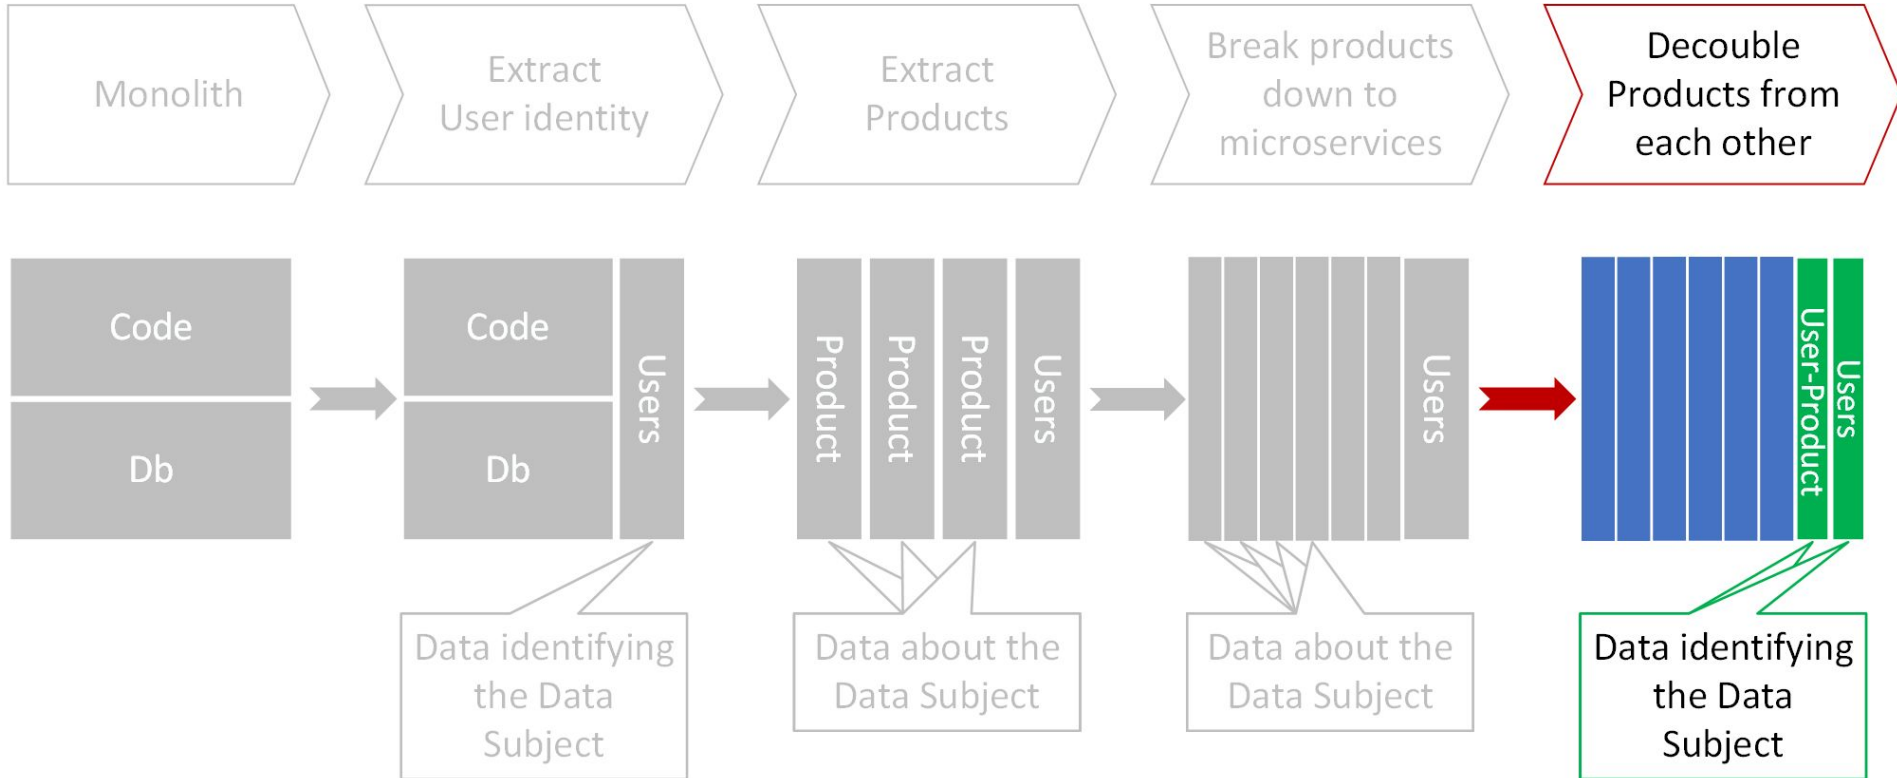 Monolith
Extract
User identity
Extract
Products
Break products
down to
microservices
Decouble
Products from
each other
Code
Db
Code
Db
Users
Product
Product
Product
Users
Users
User-Product
Users
Data identifying
the Data
Subject
Data about the
Data Subject
Data about the
Data Subject
Data identifying
the Data
Subject